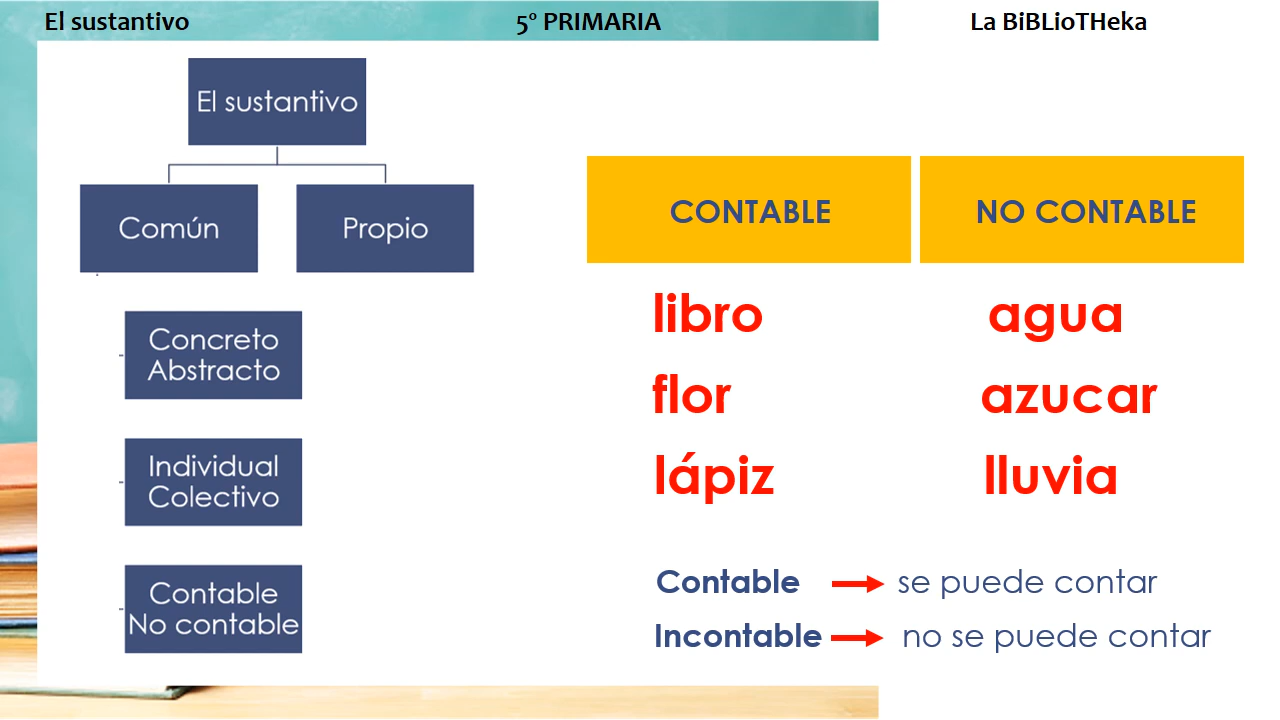 El sustantivo
5º PRIMARIA
La BiBLioTHeka
El sustantivo
Común
Propio
Concreto
Abstracto
Individual
Colectivo
Contable
No contable
CONTABLE
NO CONTABLE
libro
agua
flor
azucar
lápiz
lluvia
Contable se puede contar
Incontable no se puede contar